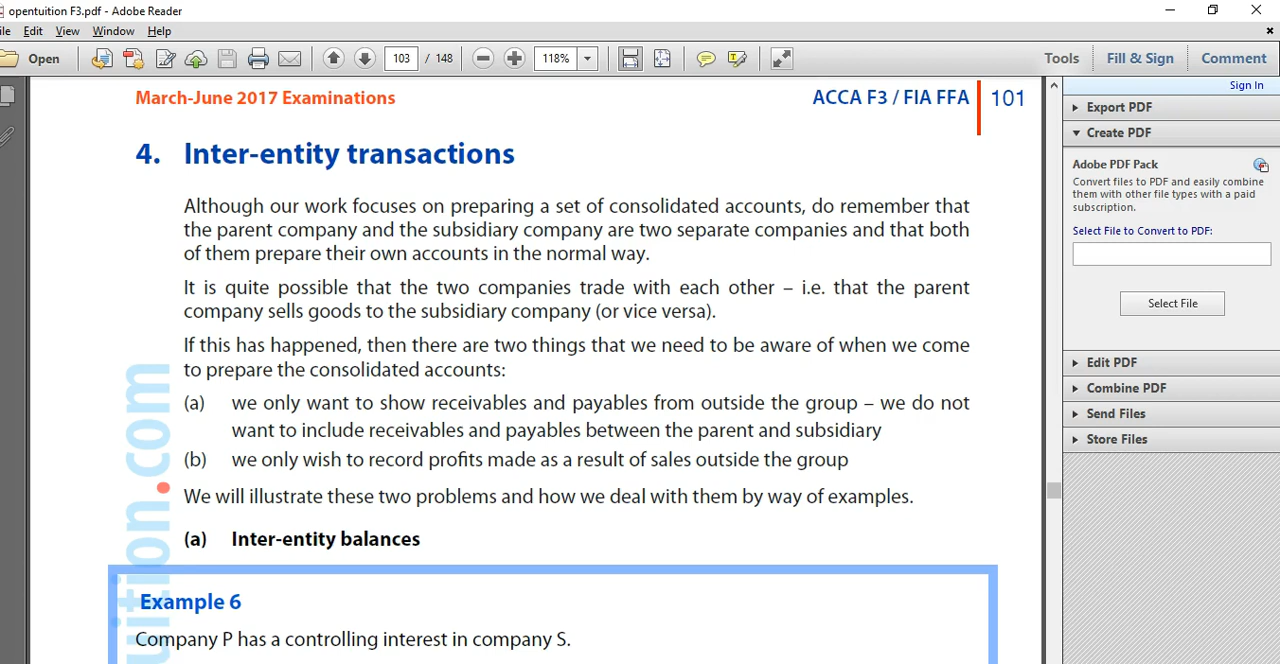 opentuition F3.pdf - Adobe Reader
ile Edit View Window Help
Open 103 / 148 118% Tools Fill & Sign Comment
Sign In
Export PDF
Create PDF
Adobe PDF Pack
Convert files to PDF and easily combine
them with other file types with a paid
subscription.
Select File to Convert to PDF:
Select File
Edit PDF
Combine PDF
Send Files
Store Files
March-June 2017 Examinations ACCA F3 / FIA FFA 101
4. Inter-entity transactions
Although our work focuses on preparing a set of consolidated accounts, do remember that
the parent company and the subsidiary company are two separate companies and that both
of them prepare their own accounts in the normal way.
It is quite possible that the two companies trade with each other – i.e. that the parent
company sells goods to the subsidiary company (or vice versa).
If this has happened, then there are two things that we need to be aware of when we come
to prepare the consolidated accounts:
(a) we only want to show receivables and payables from outside the group – we do not
want to include receivables and payables between the parent and subsidiary
(b) we only wish to record profits made as a result of sales outside the group
We will illustrate these two problems and how we deal with them by way of examples.
(a) Inter-entity balances
Example 6
Company P has a controlling interest in company S.
uition.com